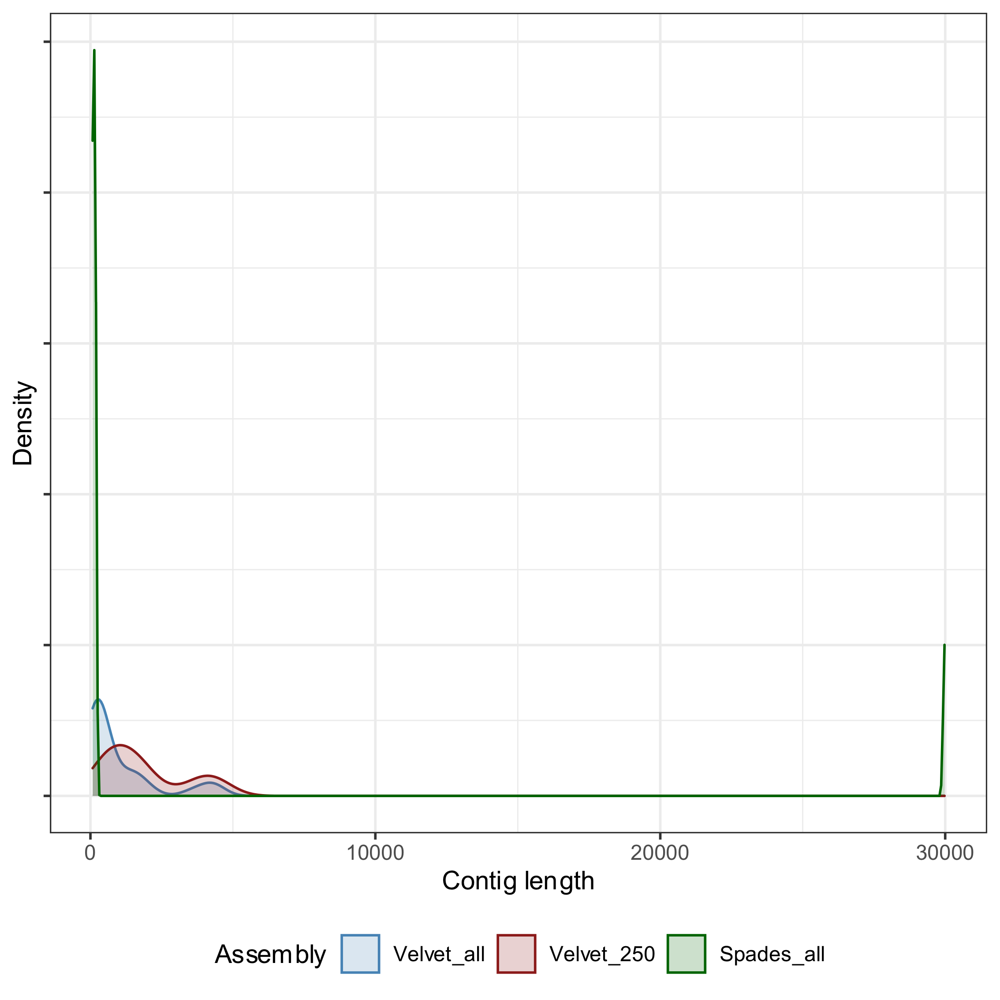 Density
0 10000 20000 30000
Contig length
Assembly Velvet_all Velvet_250 Spades_all